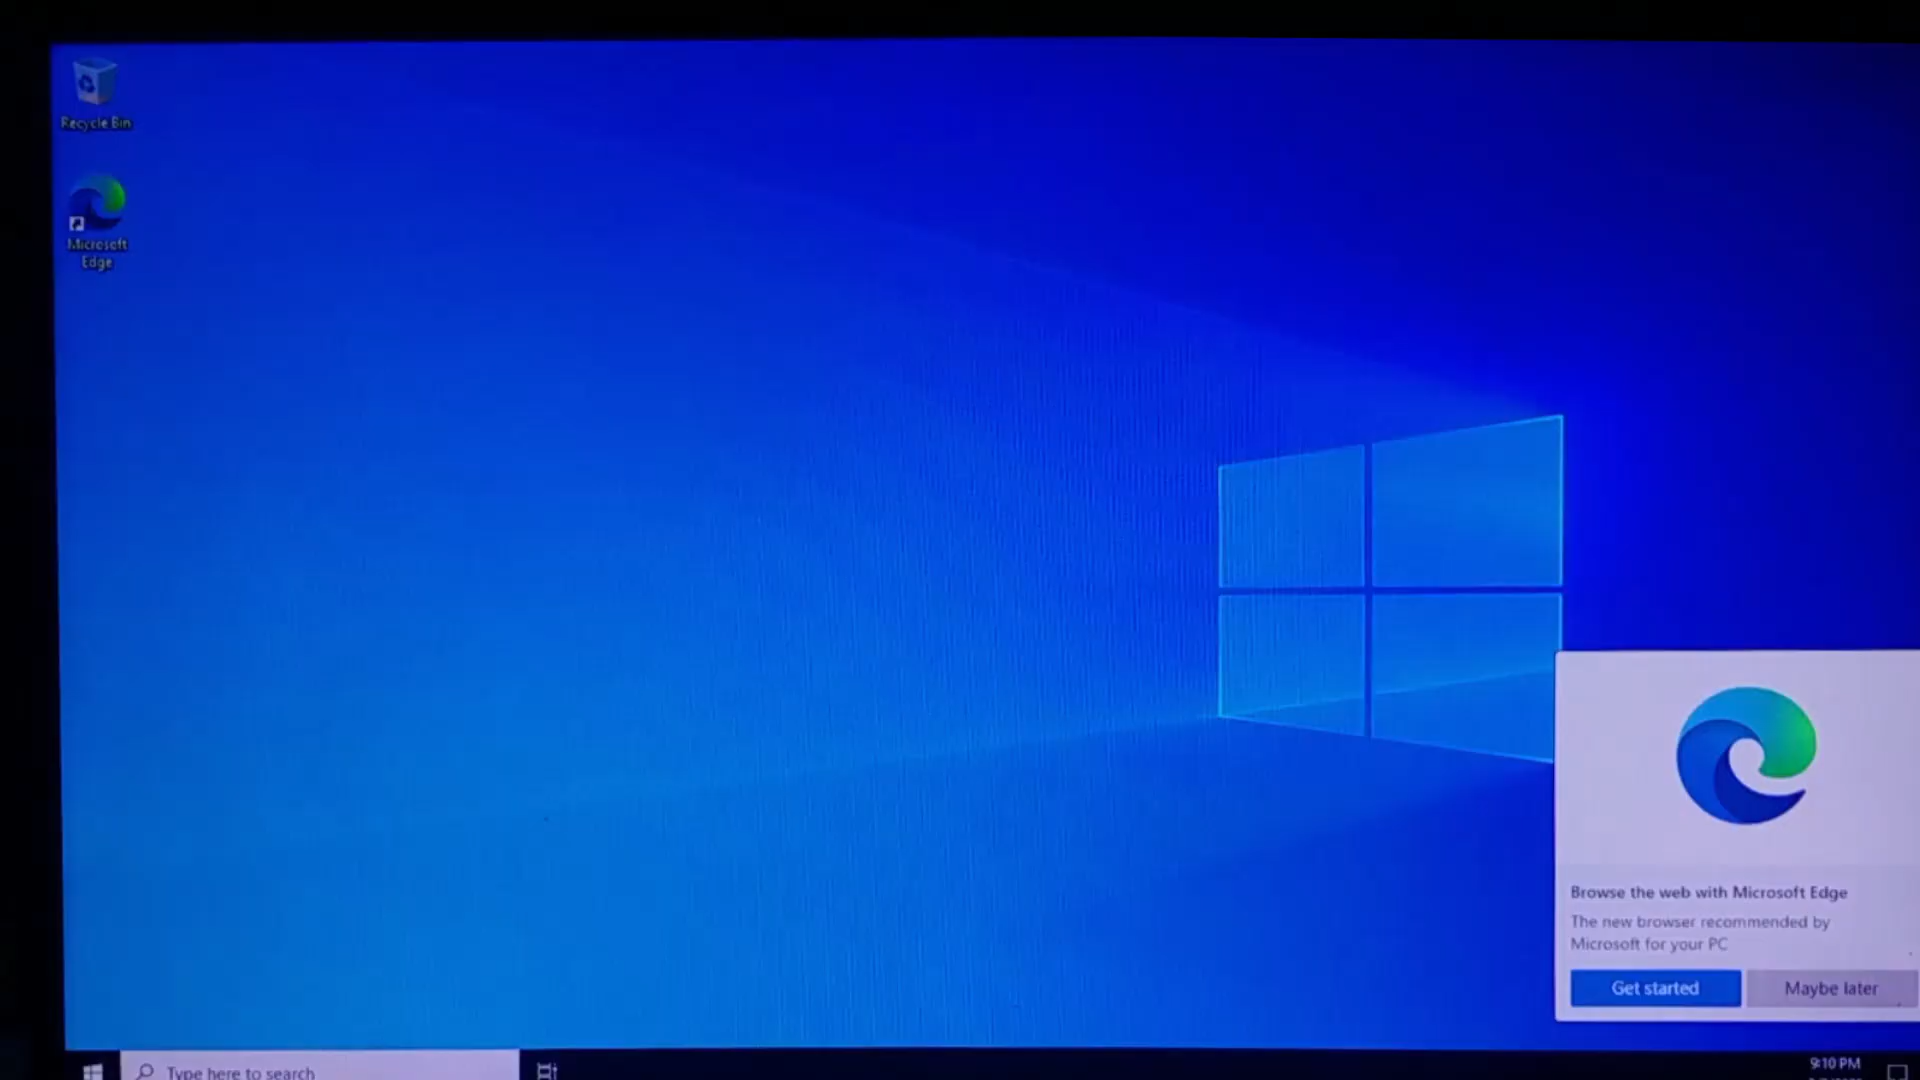 Recycle Bin
Microsoft
Edge
Browse the web with Microsoft Edge
The new browser recommended by
Microsoft for your PC
Get started
Maybe later
Type here to search
9:10 PM